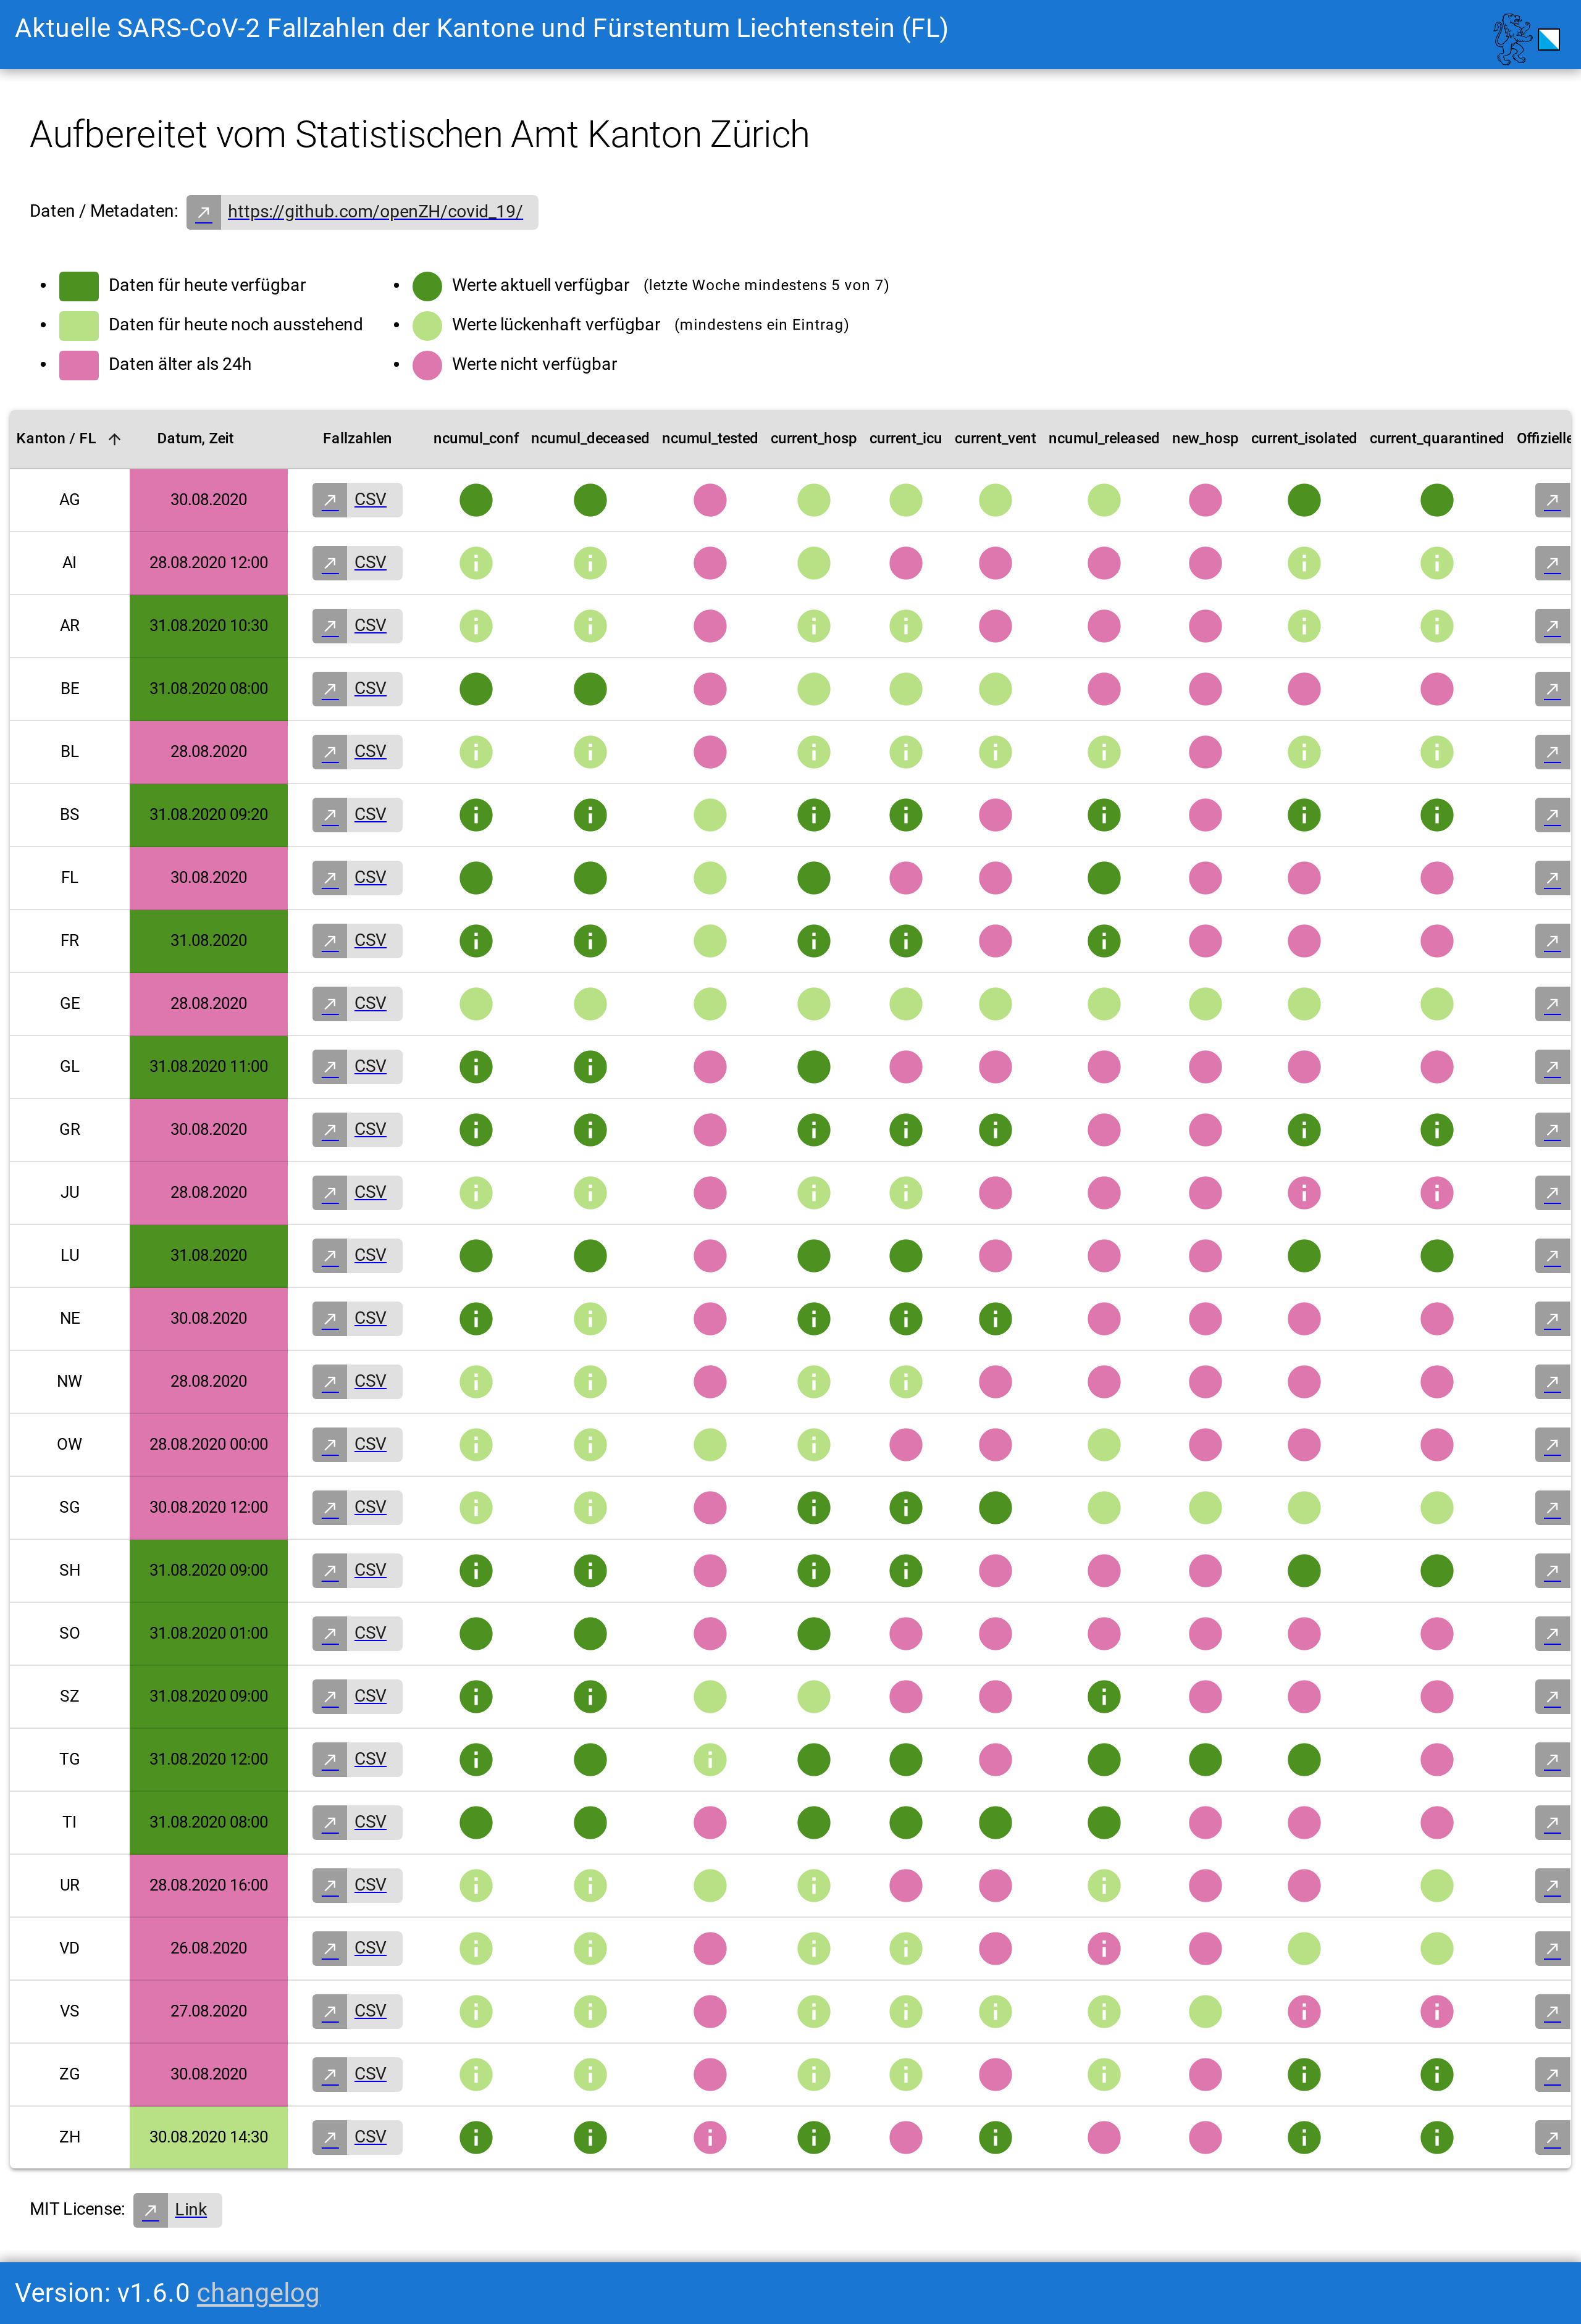 Aktuelle SARS-CoV-2 Fallzahlen der Kantone und Fürstentum Liechtenstein (FL)
Aufbereitet vom Statistischen Amt Kanton Zürich
Daten / Metadaten: https://github.com/openZH/covid_19/
Daten für heute verfügbar Werte aktuell verfügbar (letzte Woche mindestens 5 von 7)
Daten für heute noch ausstehend Werte lückenhaft verfügbar (mindestens ein Eintrag)
Daten älter als 24h Werte nicht verfügbar
Kanton / FL Datum, Zeit Fallzahlen ncumul_conf ncumul_deceased ncumul_tested current_hosp current_icu current_vent ncumul_released new_hosp current_isolated current_quarantined Offizielle
AG 30.08.2020 CSV
AI 28.08.2020 12:00 CSV
AR 31.08.2020 10:30 CSV
BE 31.08.2020 08:00 CSV
BL 28.08.2020 CSV
BS 31.08.2020 09:20 CSV
FL 30.08.2020 CSV
FR 31.08.2020 CSV
GE 28.08.2020 CSV
GL 31.08.2020 11:00 CSV
GR 30.08.2020 CSV
JU 28.08.2020 CSV
LU 31.08.2020 CSV
NE 30.08.2020 CSV
NW 28.08.2020 CSV
OW 28.08.2020 00:00 CSV
SG 30.08.2020 12:00 CSV
SH 31.08.2020 09:00 CSV
SO 31.08.2020 01:00 CSV
SZ 31.08.2020 09:00 CSV
TG 31.08.2020 12:00 CSV
TI 31.08.2020 08:00 CSV
UR 28.08.2020 16:00 CSV
VD 26.08.2020 CSV
VS 27.08.2020 CSV
ZG 30.08.2020 CSV
ZH 30.08.2020 14:30 CSV
MIT License: Link
Version: v1.6.0 changelog